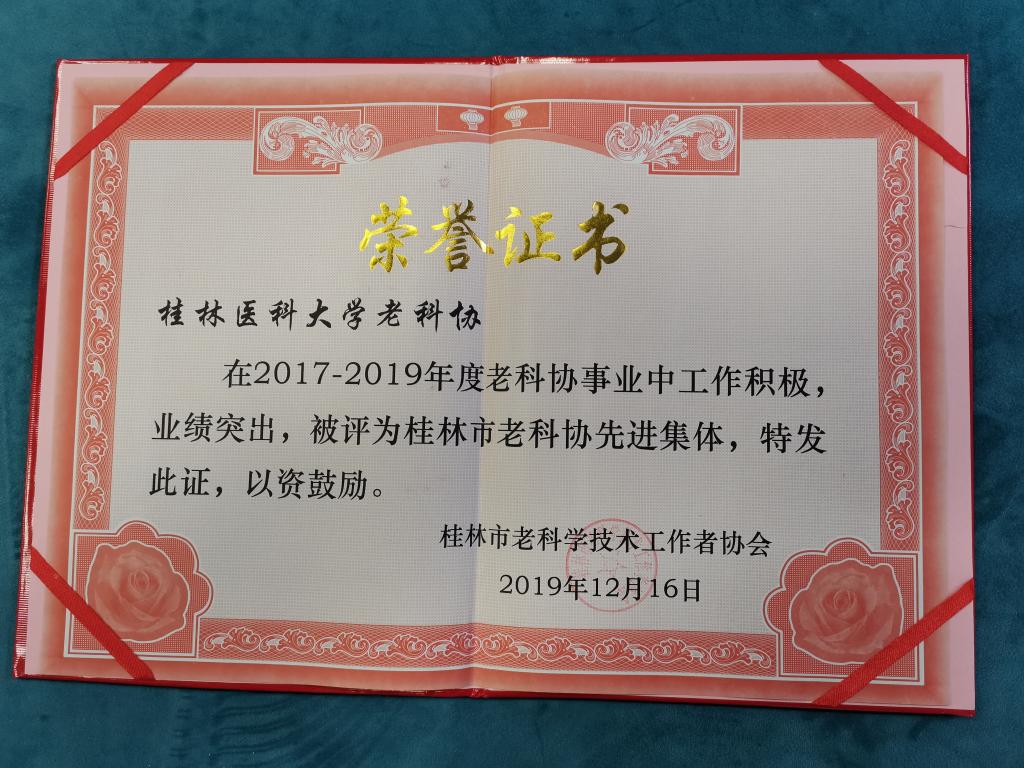 荣誉证书
桂林医科大学老科协
在2017-2019年度老科协事业中工作积极，
业绩突出，被评为桂林市老科协先进集体，特发
此证，以资鼓励。
桂林市老科学技术工作者协会
2019年12月16日